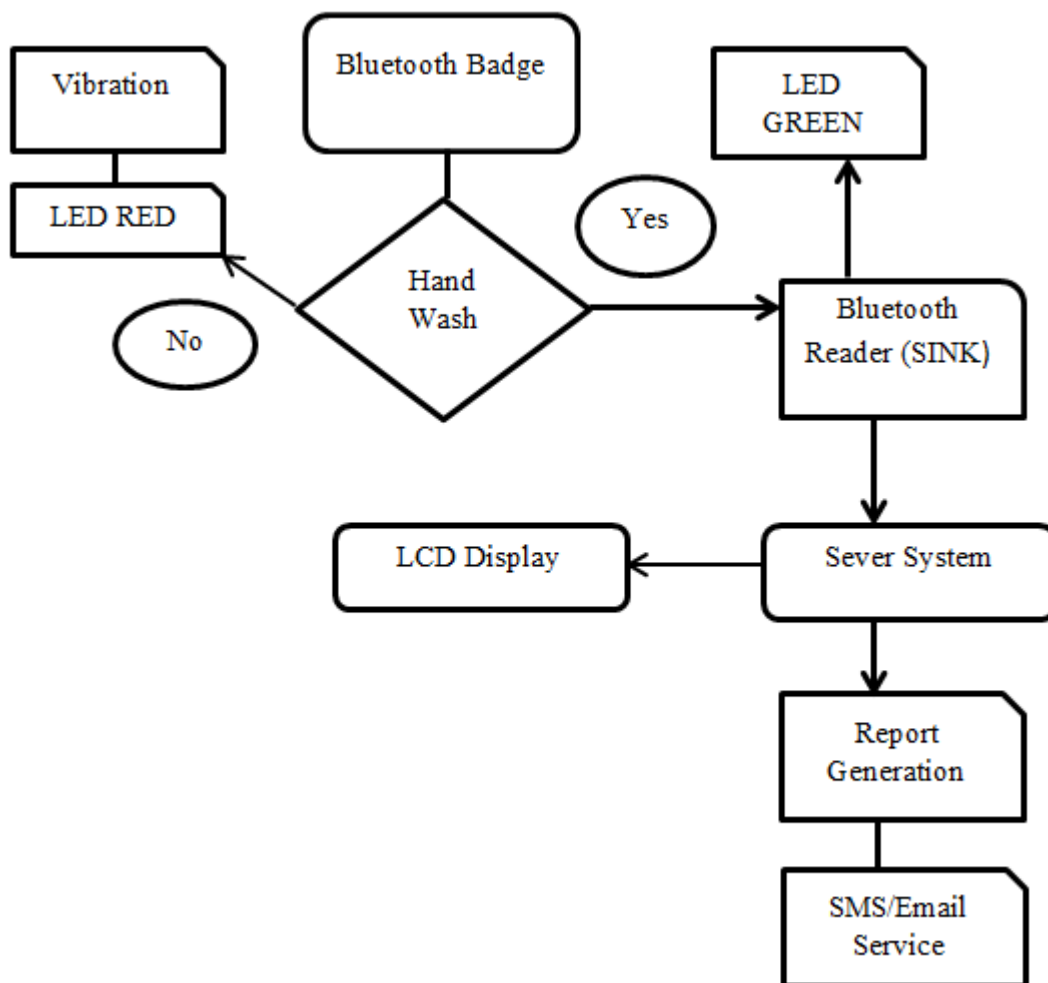 Bluetooth Badge
Vibration
LED
GREEN
LED RED
Yes
Hand
Wash
No
Bluetooth
Reader (SINK)
LCD Display
Sever System
Report
Generation
SMS/Email
Service